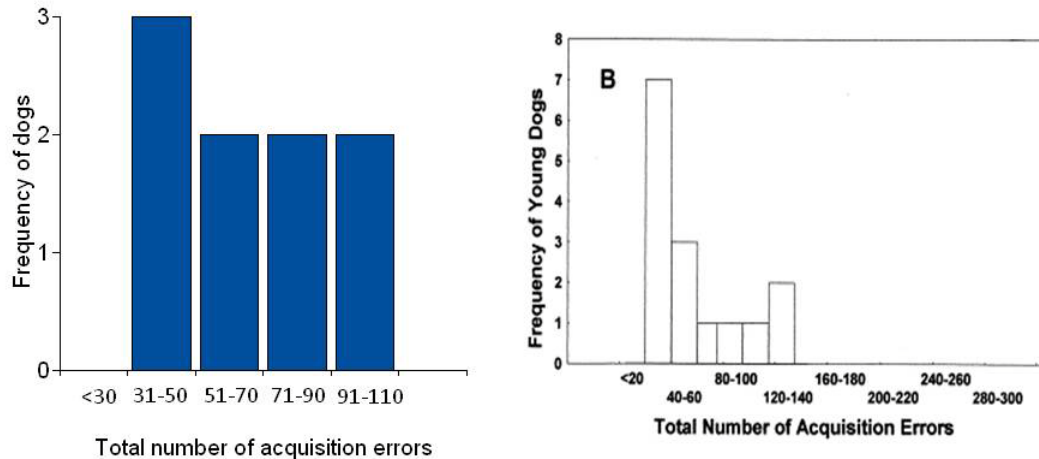 Frequency of dogs
3
2
1
0
<30 31-50 51-70 71-90 91-110
Total number of acquisition errors
B
Frequency of Young Dogs
8
7
6
5
4
3
2
1
0
<20 80-100 160-180 240-260
40-60 120-140 200-220 280-300
Total Number of Acquisition Errors